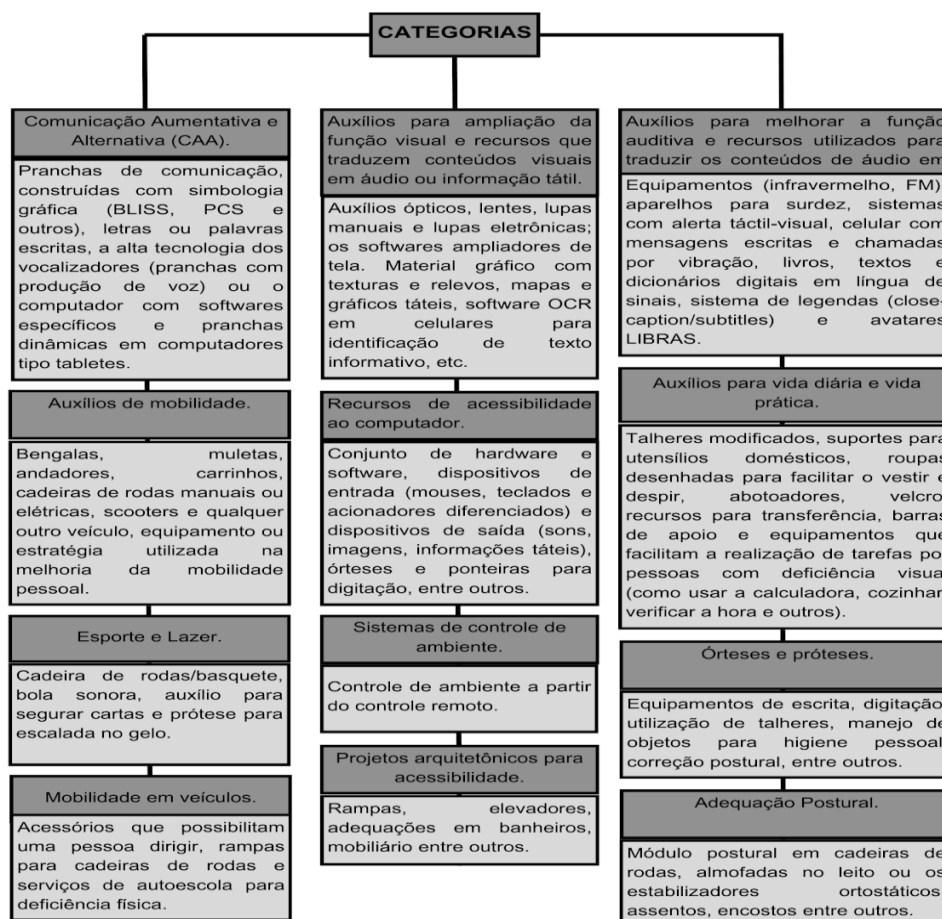 CATEGORIAS
Comunicação Aumentativa e
Alternativa (CAA).
Pranchas de comunicação,
construídas com simbologia
gráfica (BLISS, PCS e
outros), letras ou palavras
escritas, a alta tecnologia dos
vocalizadores (pranchas com
produção de voz) ou o
computador com softwares
específicos e pranchas
dinâmicas em computadores
tipo tabletes.
Auxílios de mobilidade.
Bengalas, muletas,
andadores, carrinhos,
cadeiras de rodas manuais ou
elétricas, scooters e qualquer
outro veículo, equipamento ou
estratégia utilizada na
melhoria da mobilidade
pessoal.
Esporte e Lazer.
Cadeira de rodas/basquete,
bola sonora, auxílio para
segurar cartas e prótese para
escalada no gelo.
Mobilidade em veículos.
Acessórios que possibilitam
uma pessoa dirigir, rampas
para cadeiras de rodas e
serviços de autoescola para
deficiência física.
Auxílios para ampliação da
função visual e recursos que
traduzem conteúdos visuais
em áudio ou informação tátil.
Auxílios ópticos, lentes, lupas
manuais e lupas eletrônicas;
os softwares ampliadores de
tela. Material gráfico com
texturas e relevos, mapas e
gráficos táteis, software OCR
em celulares para
identificação de texto
informativo, etc.
Recursos de acessibilidade
ao computador.
Conjunto de hardware e
software, dispositivos de
entrada (mouses, teclados e
acionadores diferenciados) e
dispositivos de saída (sons,
imagens, informações táteis),
órteses e ponteiras para
digitação, entre outros.
Sistemas de controle de
ambiente.
Controle de ambiente a partir
do controle remoto.
Projetos arquitetônicos para
acessibilidade.
Rampas, elevadores,
adequações em banheiros,
mobiliário entre outros.
Auxílios para melhorar a função
auditiva e recursos utilizados para
traduzir os conteúdos de áudio em
Equipamentos (infravermelho, FM)
aparelhos para surdez, sistemas
com alerta táctil-visual, celular com
mensagens escritas e chamadas
por vibração, livros, textos e
dicionários digitais em língua de
sinais, sistema de legendas (close-
caption/subtitles) e avatares
LIBRAS.
Auxílios para vida diária e vida
prática.
Talheres modificados, suportes para
utensílios domésticos, roupas
desenhadas para facilitar o vestir e
despir, abotoadores, velcro
recursos para transferência, barras
de apoio e equipamentos que
facilitam a realização de tarefas po
pessoas com deficiência visua
(como usar a calculadora, cozinhar
verificar a hora e outros).
Órteses e próteses.
Equipamentos de escrita, digitação
utilização de talheres, manejo de
objetos para higiene pessoal
correção postural, entre outros.
Adequação Postural.
Módulo postural em cadeiras de
rodas, almofadas no leito ou os
estabilizadores ortostáticos
assentos, encostos entre outros.